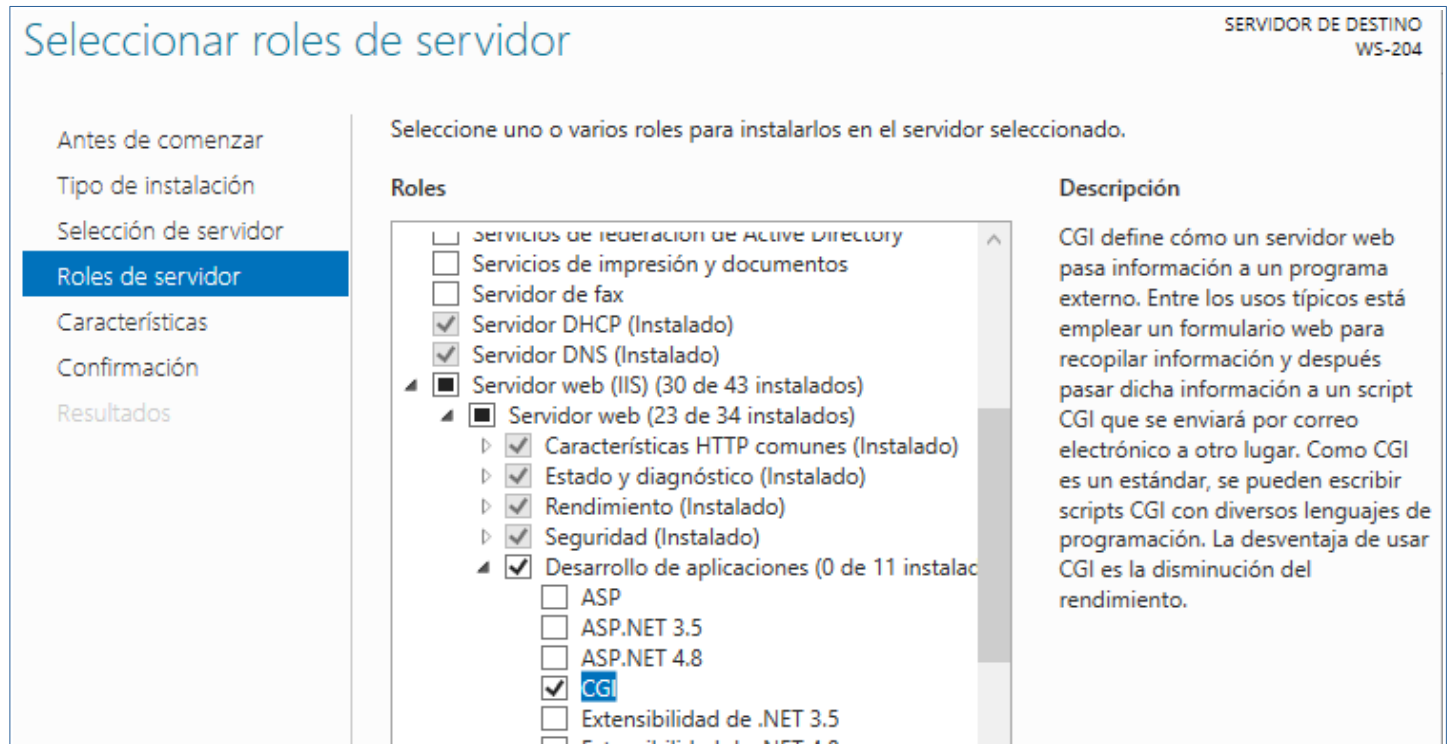 Seleccionar roles de servidor
SERVIDOR DE DESTINO
WS-204
Antes de comenzar
Tipo de instalación
Selección de servidor
Roles de servidor
Características
Confirmación
Resultados
Seleccione uno o varios roles para instalarlos en el servidor seleccionado.
Roles
Servicios de federación de Active Directory
Servicios de impresión y documentos
Servidor de fax
Servidor DHCP (Instalado)
Servidor DNS (Instalado)
Servidor web (IIS) (30 de 43 instalados)
Servidor web (23 de 34 instalados)
Características HTTP comunes (Instalado)
Estado y diagnóstico (Instalado)
Rendimiento (Instalado)
Seguridad (Instalado)
Desarrollo de aplicaciones (0 de 11 instalac
ASP
ASP.NET 3.5
ASP.NET 4.8
CGI
Extensibilidad de .NET 3.5
Descripción
CGI define cómo un servidor web
pasa información a un programa
externo. Entre los usos típicos está
emplear un formulario web para
recopilar información y después
pasar dicha información a un script
CGI que se enviará por correo
electrónico a otro lugar. Como CGI
es un estándar, se pueden escribir
scripts CGI con diversos lenguajes de
programación. La desventaja de usar
CGI es la disminución del
rendimiento.